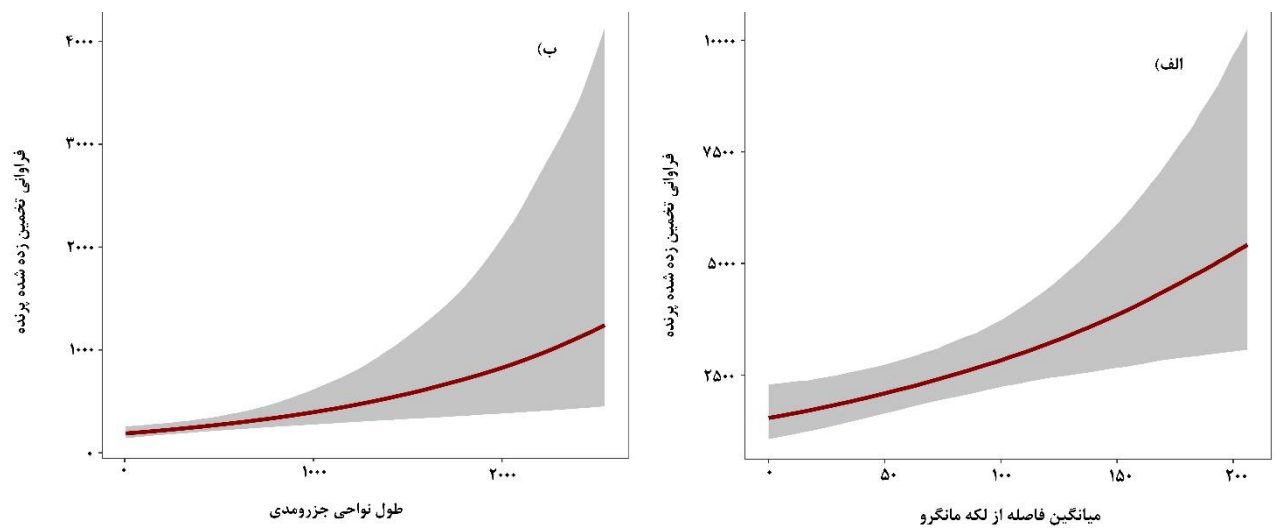 الف)
فراوانی تخمین زده شده پرنده
۱۰۰۰۰
۷۵۰۰
۵۰۰۰
۲۵۰۰
۰ ۵۰ ۱۰۰ ۱۵۰ ۲۰۰
میانگین فاصله از لکه مانگرو
ب)
فراوانی تخمین زده شده پرنده
۴۰۰۰
۳۰۰۰
۲۰۰۰
۱۰۰۰
۰
۰ ۱۰۰۰ ۲۰۰۰
طول نواحی جزرومدی